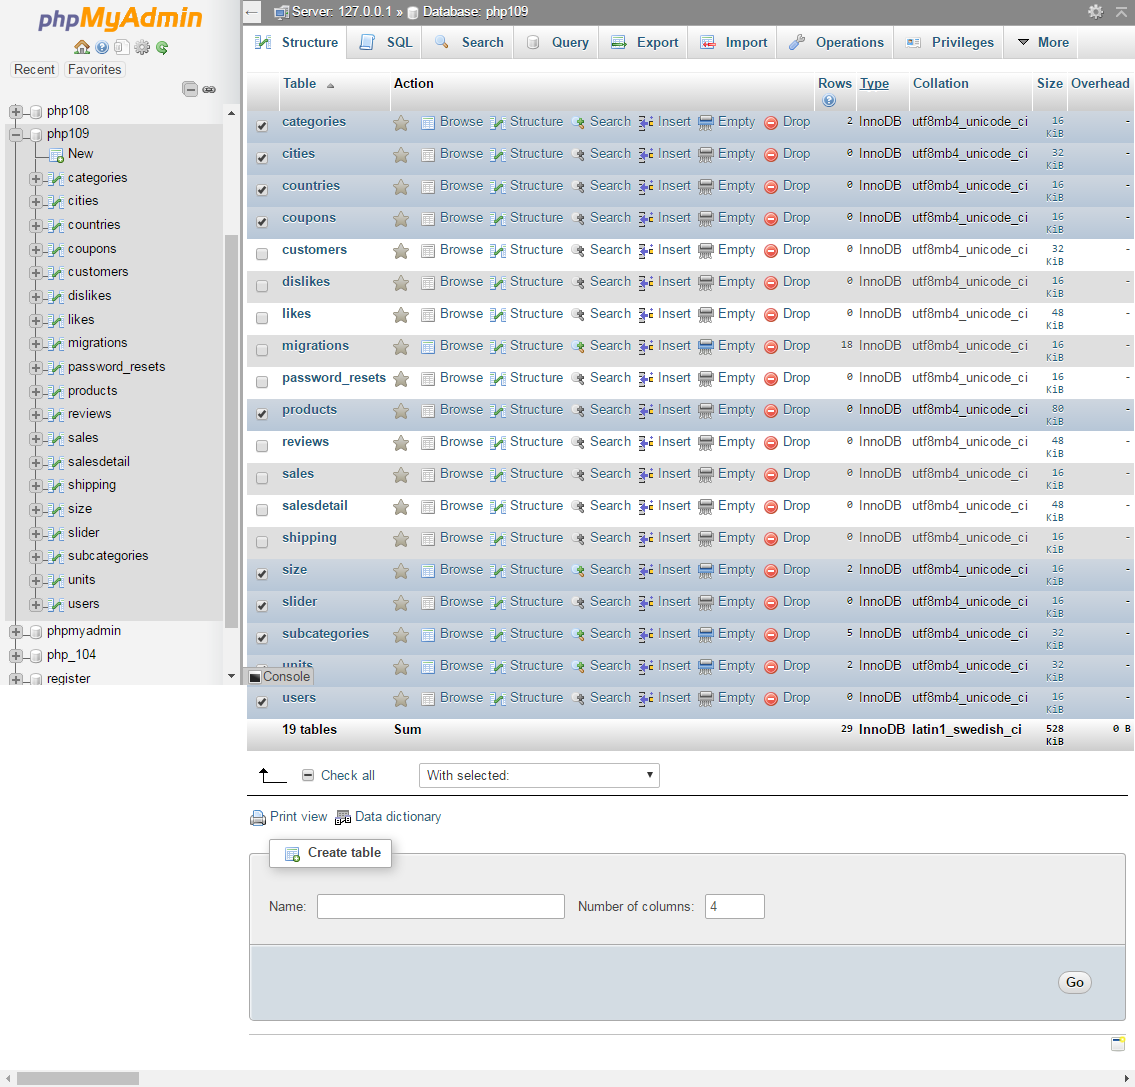 phpMyAdmin
Recent Favorites
php108
php109
New
categories
cities
countries
coupons
customers
dislikes
likes
migrations
password_resets
products
reviews
sales
salesdetail
shipping
size
slider
subcategories
units
users
phpmyadmin
php_104
register
Server: 127.0.0.1 » Database: php109
Structure SQL Search Query Export Import Operations Privileges More
Table Action Rows Type Collation Size Overhead
categories Browse Structure Search Insert Empty Drop 2 InnoDB utf8mb4_unicode_ci 16 KiB -
cities Browse Structure Search Insert Empty Drop 0 InnoDB utf8mb4_unicode_ci 32 KiB -
countries Browse Structure Search Insert Empty Drop 0 InnoDB utf8mb4_unicode_ci 16 KiB -
coupons Browse Structure Search Insert Empty Drop 0 InnoDB utf8mb4_unicode_ci 16 KiB -
customers Browse Structure Search Insert Empty Drop 0 InnoDB utf8mb4_unicode_ci 32 KiB -
dislikes Browse Structure Search Insert Empty Drop 0 InnoDB utf8mb4_unicode_ci 16 KiB -
likes Browse Structure Search Insert Empty Drop 0 InnoDB utf8mb4_unicode_ci 48 KiB -
migrations Browse Structure Search Insert Empty Drop 18 InnoDB utf8mb4_unicode_ci 16 KiB -
password_resets Browse Structure Search Insert Empty Drop 0 InnoDB utf8mb4_unicode_ci 16 KiB -
products Browse Structure Search Insert Empty Drop 0 InnoDB utf8mb4_unicode_ci 80 KiB -
reviews Browse Structure Search Insert Empty Drop 0 InnoDB utf8mb4_unicode_ci 48 KiB -
sales Browse Structure Search Insert Empty Drop 0 InnoDB utf8mb4_unicode_ci 16 KiB -
salesdetail Browse Structure Search Insert Empty Drop 0 InnoDB utf8mb4_unicode_ci 48 KiB -
shipping Browse Structure Search Insert Empty Drop 0 InnoDB utf8mb4_unicode_ci 16 KiB -
size Browse Structure Search Insert Empty Drop 2 InnoDB utf8mb4_unicode_ci 16 KiB -
slider Browse Structure Search Insert Empty Drop 0 InnoDB utf8mb4_unicode_ci 16 KiB -
subcategories Browse Structure Search Insert Empty Drop 5 InnoDB utf8mb4_unicode_ci 32 KiB -
units Browse Structure Search Insert Empty Drop 2 InnoDB utf8mb4_unicode_ci 32 KiB -
Console
users Browse Structure Search Insert Empty Drop 0 InnoDB utf8mb4_unicode_ci 16 KiB -
19 tables Sum 29 InnoDB latin1_swedish_ci 528 KiB 0 B
Check all With selected:
Print view Data dictionary
Create table
Name: Number of columns: 4
Go